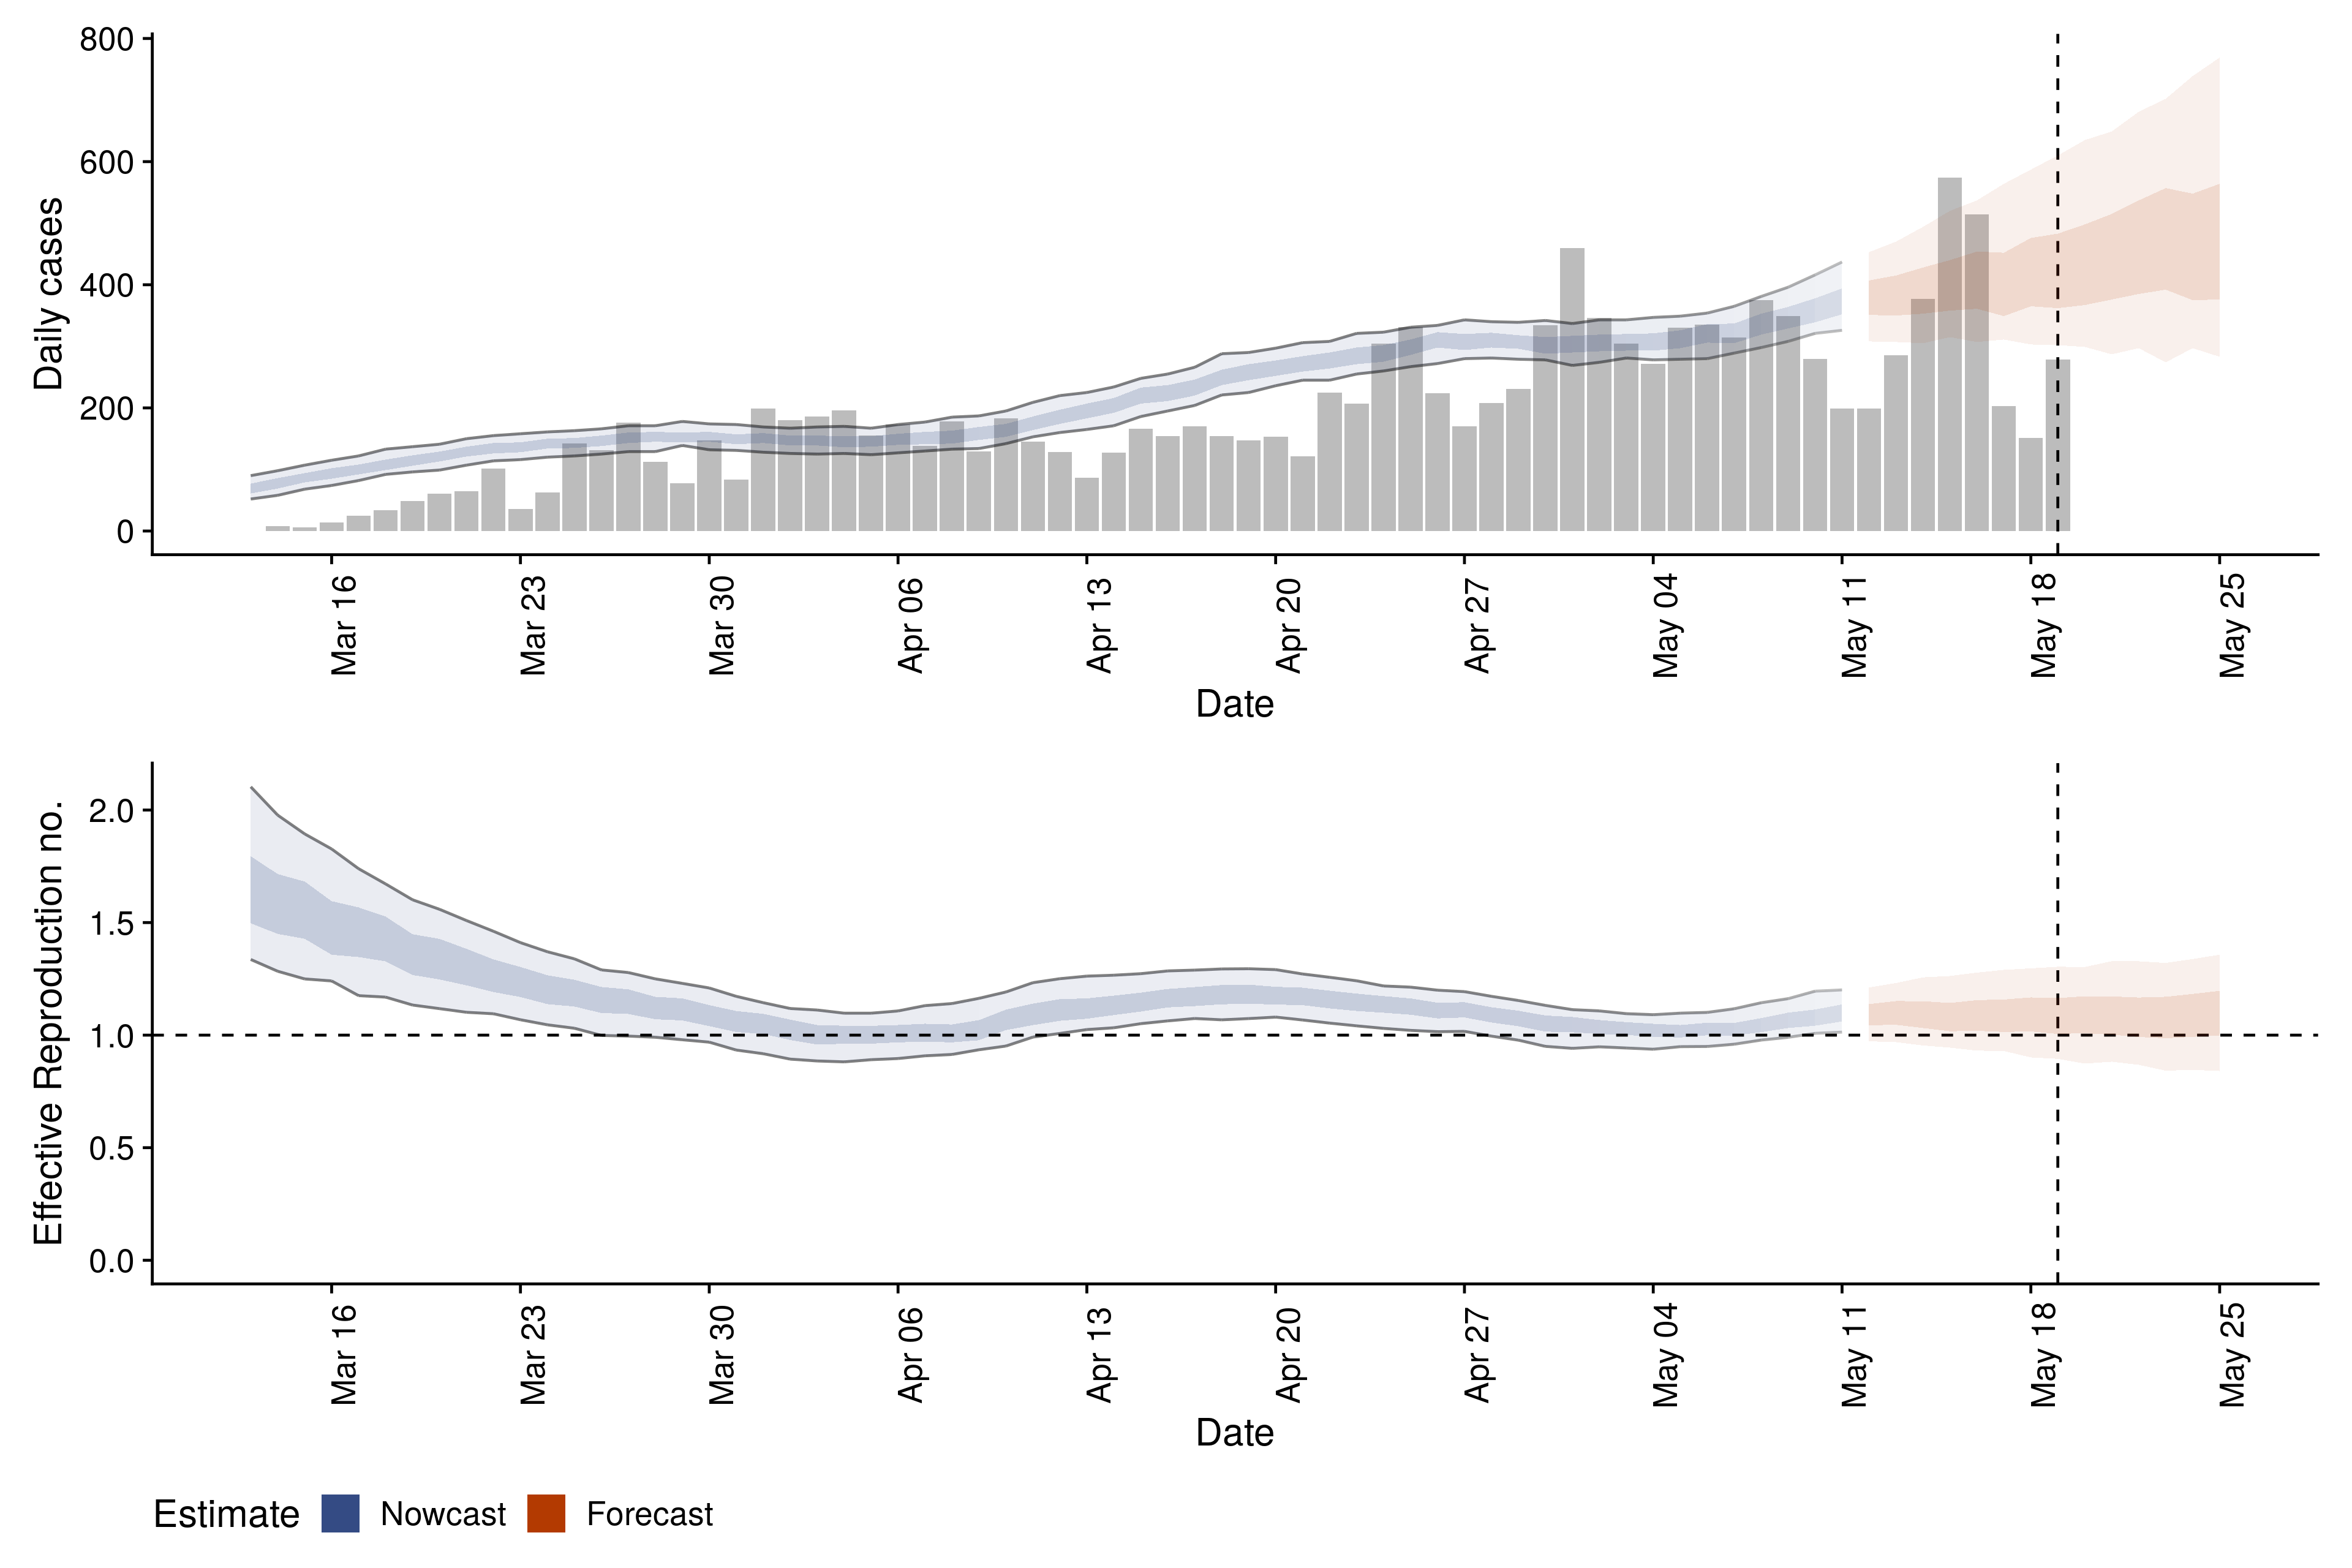 800
600
400
200
0
Daily cases
Mar 16
Mar 23
Mar 30
Apr 06
Apr 13
Apr 20
Apr 27
May 04
May 11
May 18
May 25
Date
2.0
1.5
1.0
0.5
0.0
Effective Reproduction no.
Mar 16
Mar 23
Mar 30
Apr 06
Apr 13
Apr 20
Apr 27
May 04
May 11
May 18
May 25
Date
Estimate Nowcast Forecast